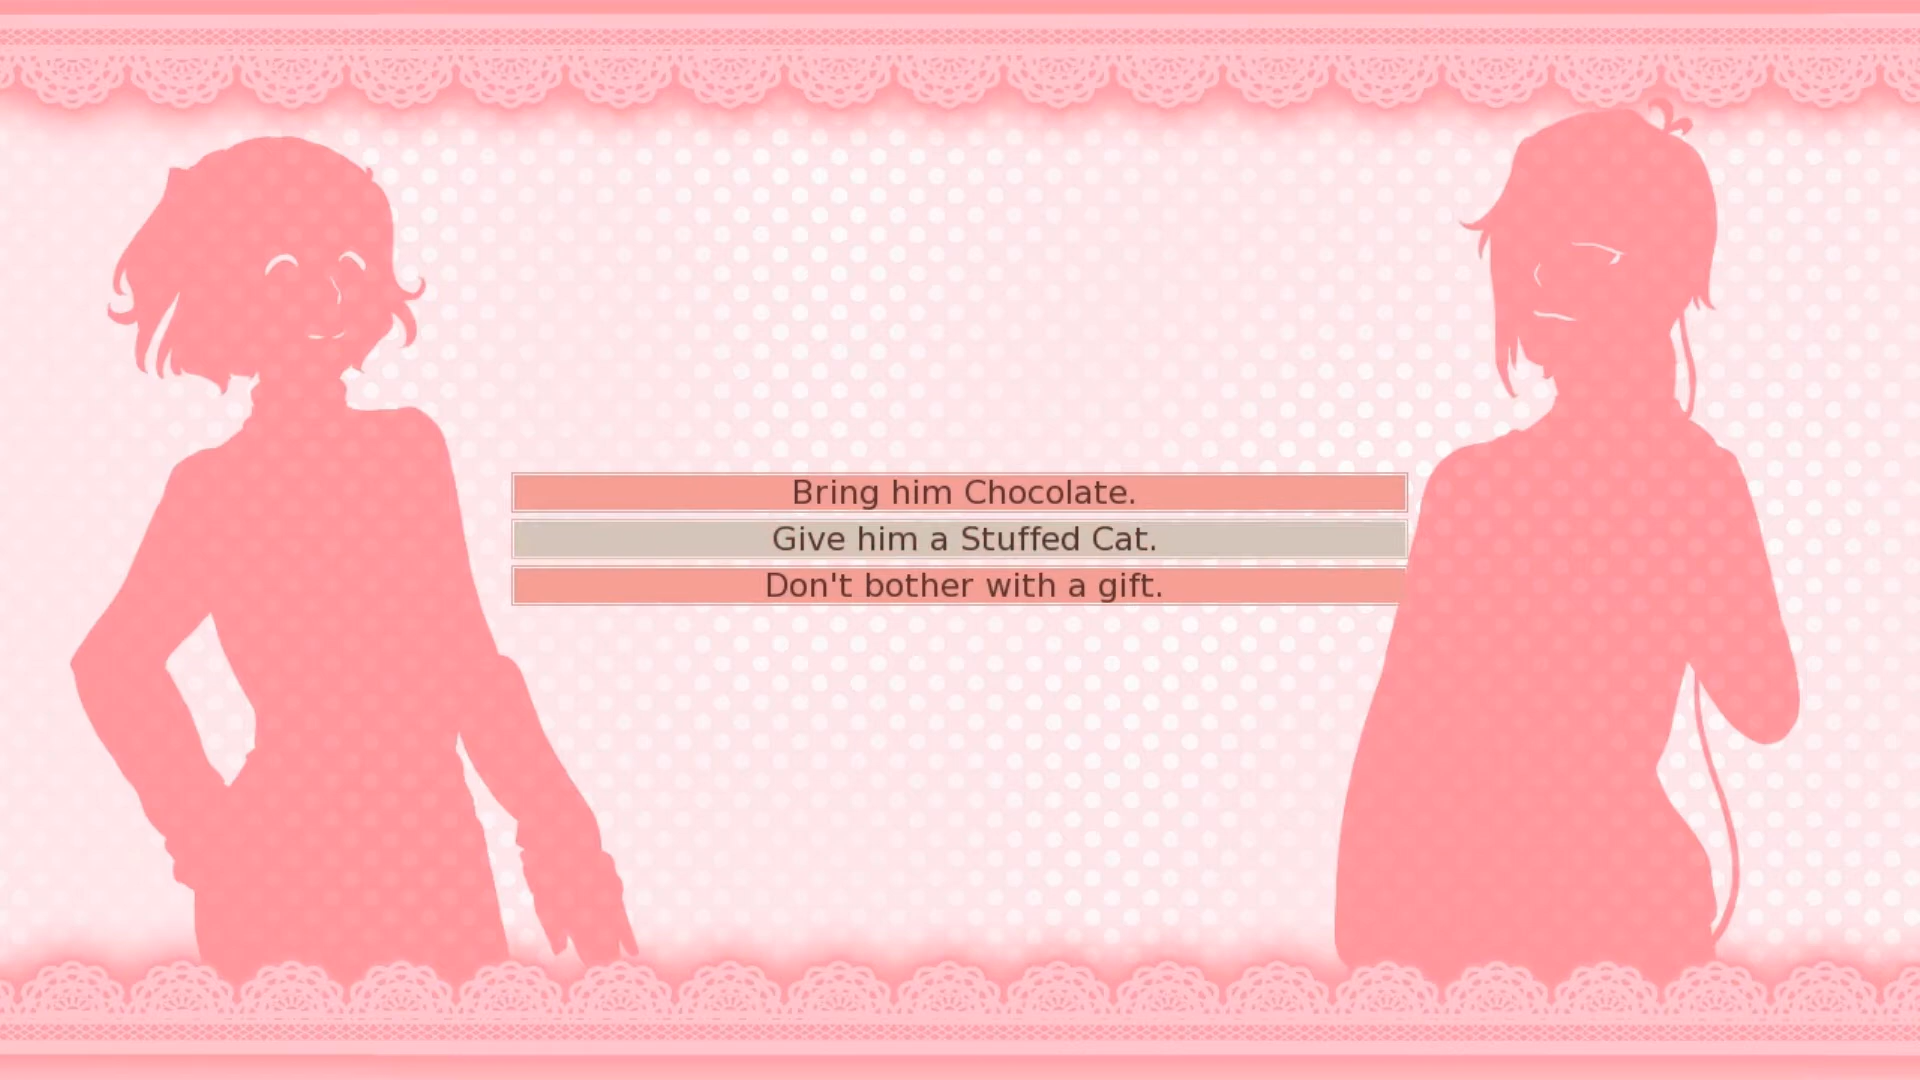 Bring him Chocolate.
Give him a Stuffed Cat.
Don't bother with a gift.